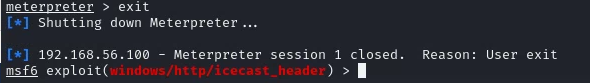 meterpreter > exit
[*] Shutting down Meterpreter...
[*] 192.168.56.100 - Meterpreter session 1 closed.  Reason: User exit
msf6 exploit(windows/http/icecast_header) >